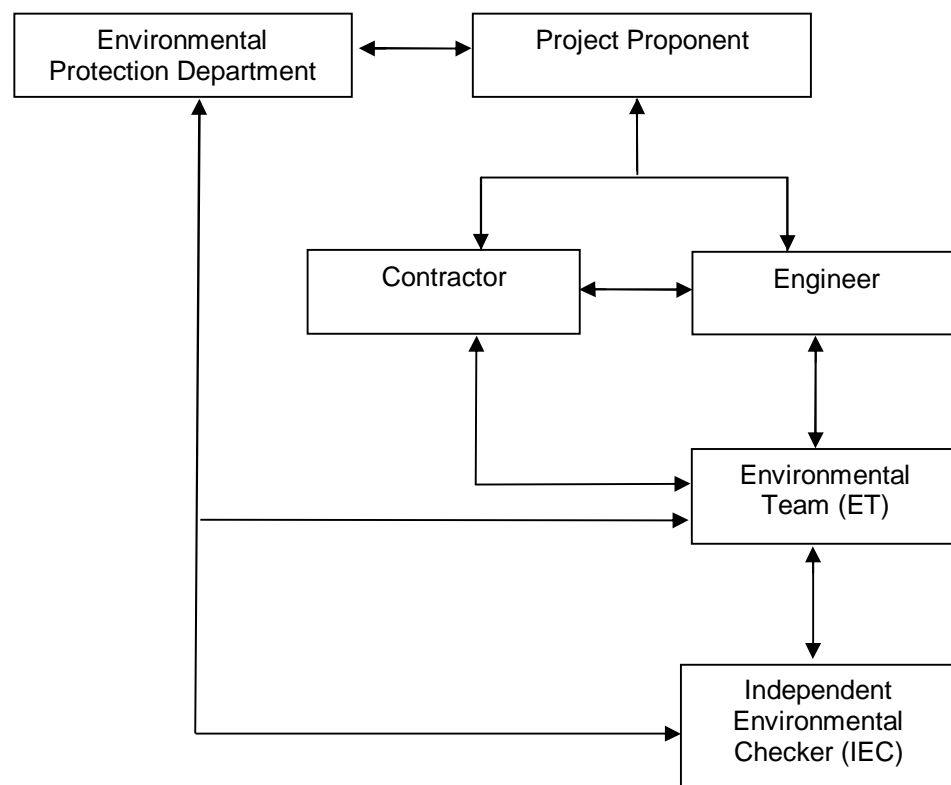 Environmental
Protection Department
Project Proponent
Contractor
Engineer
Environmental
Team (ET)
Independent
Environmental
Checker (IEC)